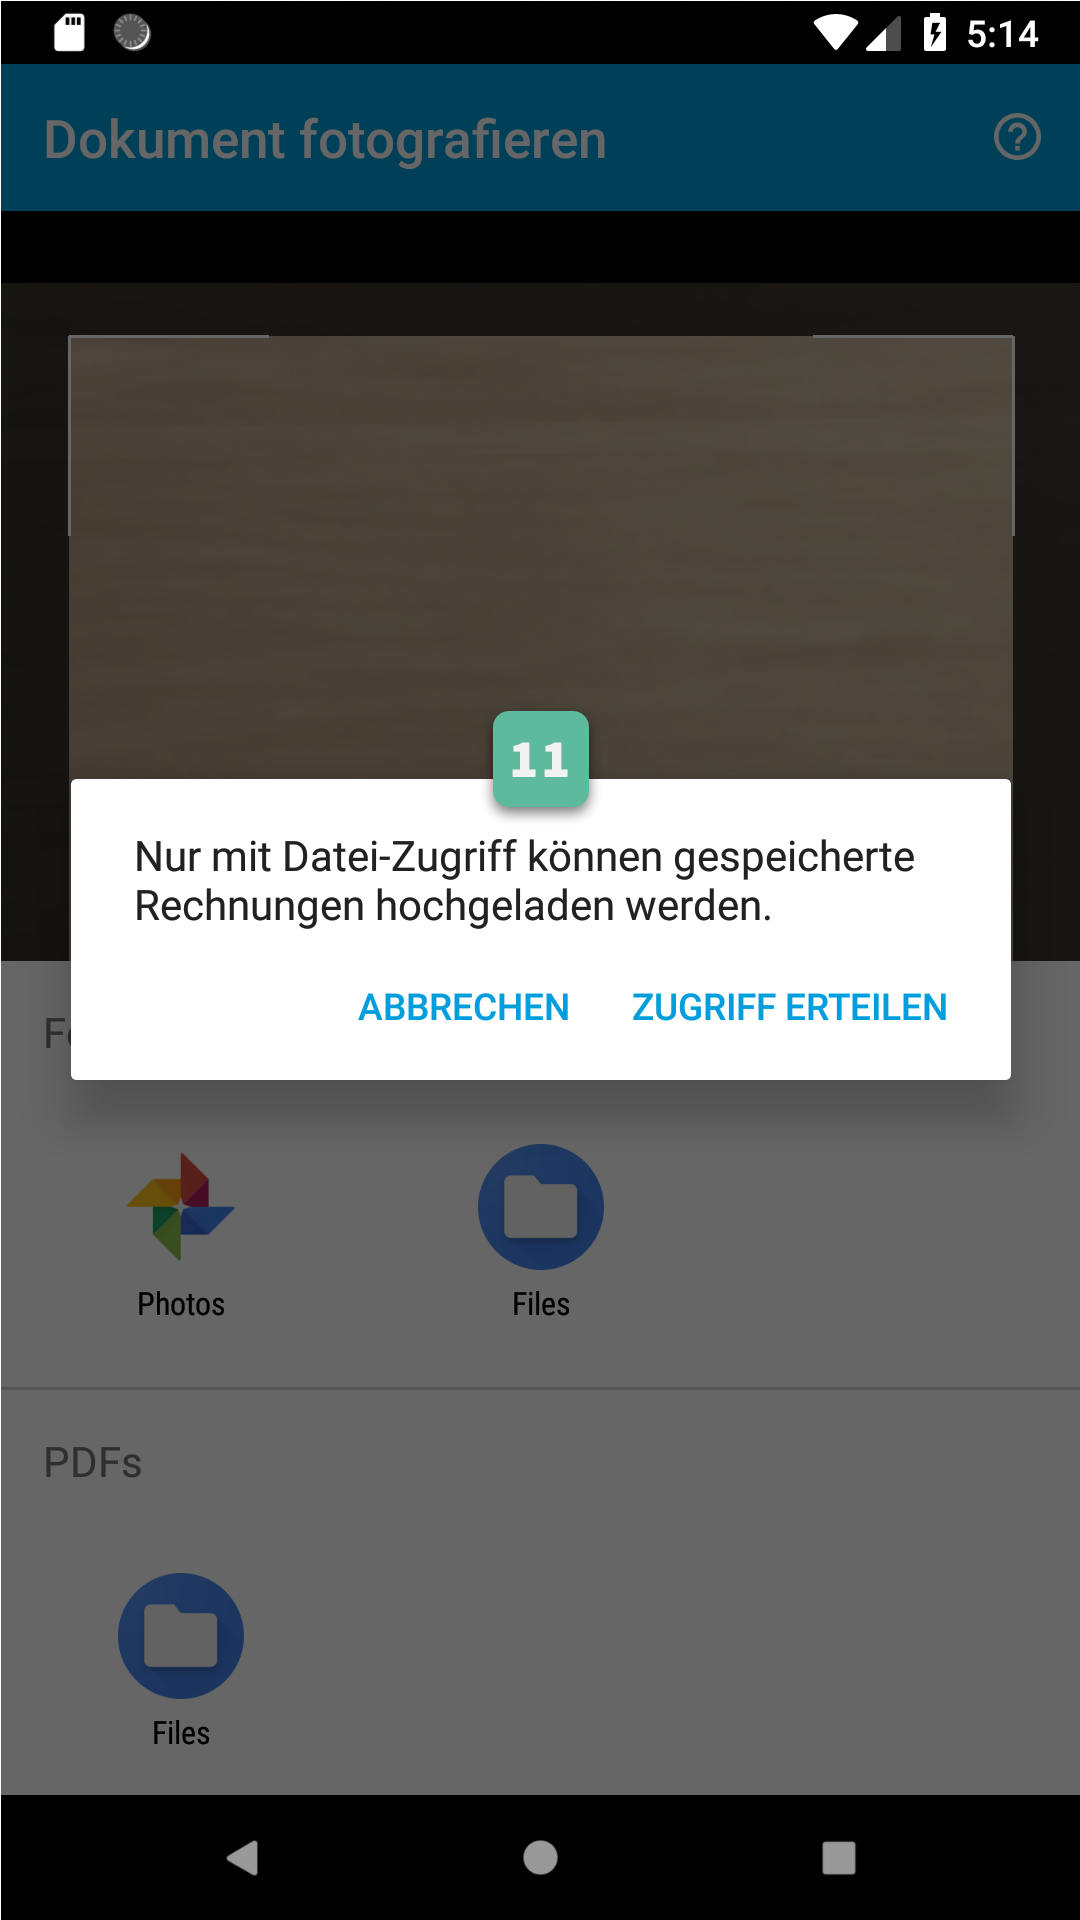 5:14
Dokument fotografieren
11
Nur mit Datei-Zugriff können gespeicherte
Rechnungen hochgeladen werden.
ABBRECHEN ZUGRIFF ERTEILEN
Photos Files
PDFs
Files